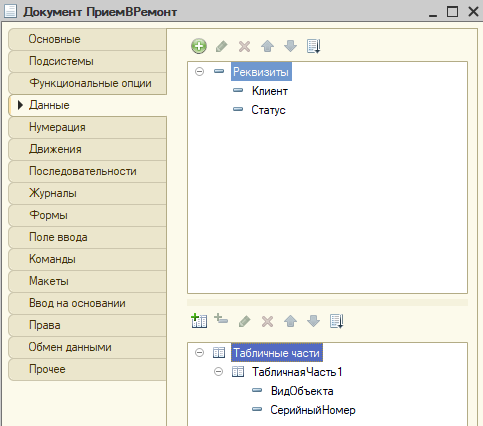 Документ ПриемВРемонт
Основные
Подсистемы
Функциональные опции
Данные
Нумерация
Движения
Последовательности
Журналы
Формы
Поле ввода
Команды
Макеты
Ввод на основании
Права
Обмен данными
Прочее
Реквизиты
Клиент
Статус
Табличные части
ТабличнаяЧасть1
ВидОбъекта
СерийныйНомер